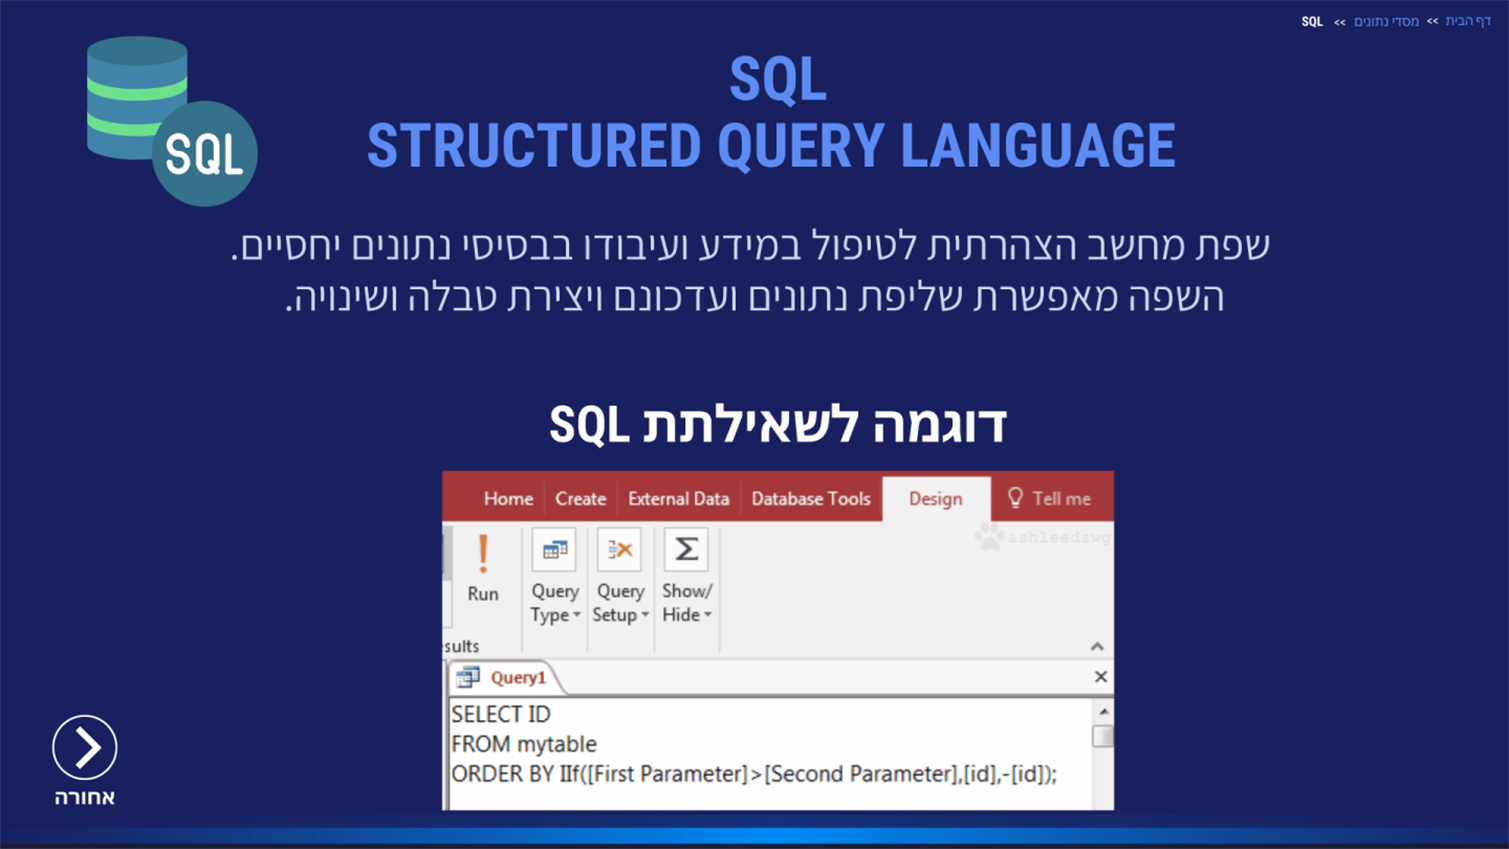 דף הבית >> מסדי נתונים >> SQL
SQL
SQL
STRUCTURED QUERY LANGUAGE
שפת מחשב הצהרתית לטיפול במידע ועיבודו בבסיסי נתונים יחסיים.
השפה מאפשרת שליפת נתונים ועדכונם ויצירת טבלה ושינויה.
דוגמה לשאילתת SQL
Home Create External Data Database Tools Design Tell me
ashleedawg
Run Query Type Query Setup Show/ Hide
sults
Query1
SELECT ID
FROM mytable
ORDER BY IIf([First Parameter]>[Second Parameter],[id],-[id]);
אחורה